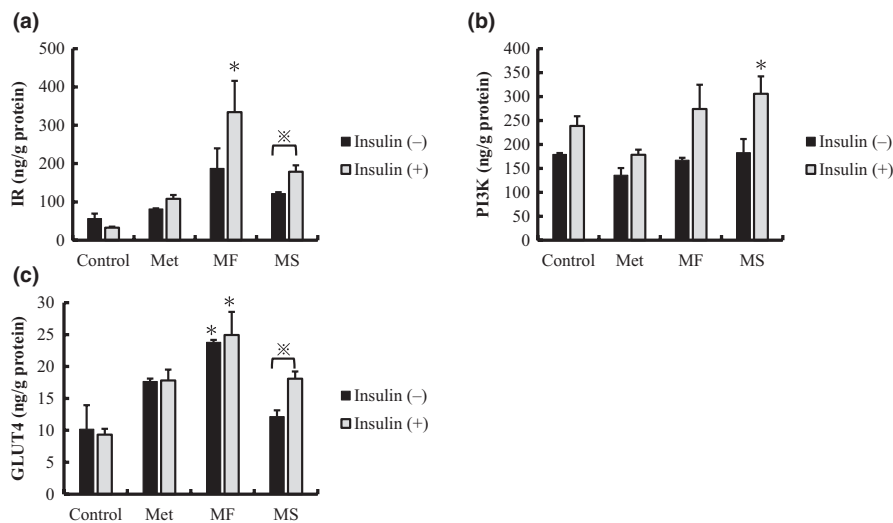 (a)
500
400
300
200
100
0
IR (ng/g protein)
*
※
Control Met MF MS
Insulin (–)
Insulin (+)
(b)
400
350
300
250
200
150
100
50
0
PI3K (ng/g protein)
*
Control Met MF MS
Insulin (–)
Insulin (+)
(c)
30
25
20
15
10
5
0
GLUT4 (ng/g protein)
*
*
※
Control Met MF MS
Insulin (–)
Insulin (+)